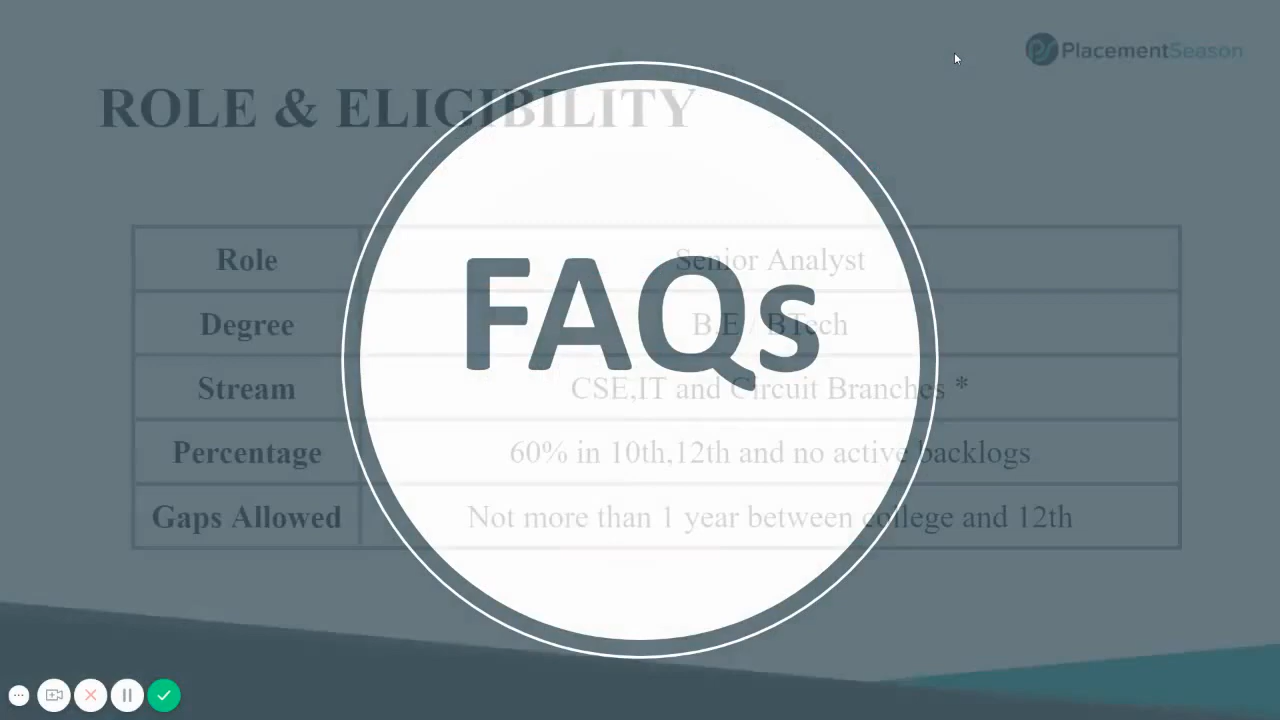 PlacementSeason
ROLE & ELIGIBILITY
FAQs
Role Senior Analyst
Degree B.E / BTech
Stream CSE,IT and Circuit Branches *
Percentage 60% in 10th,12th and no active backlogs
Gaps Allowed Not more than 1 year between college and 12th